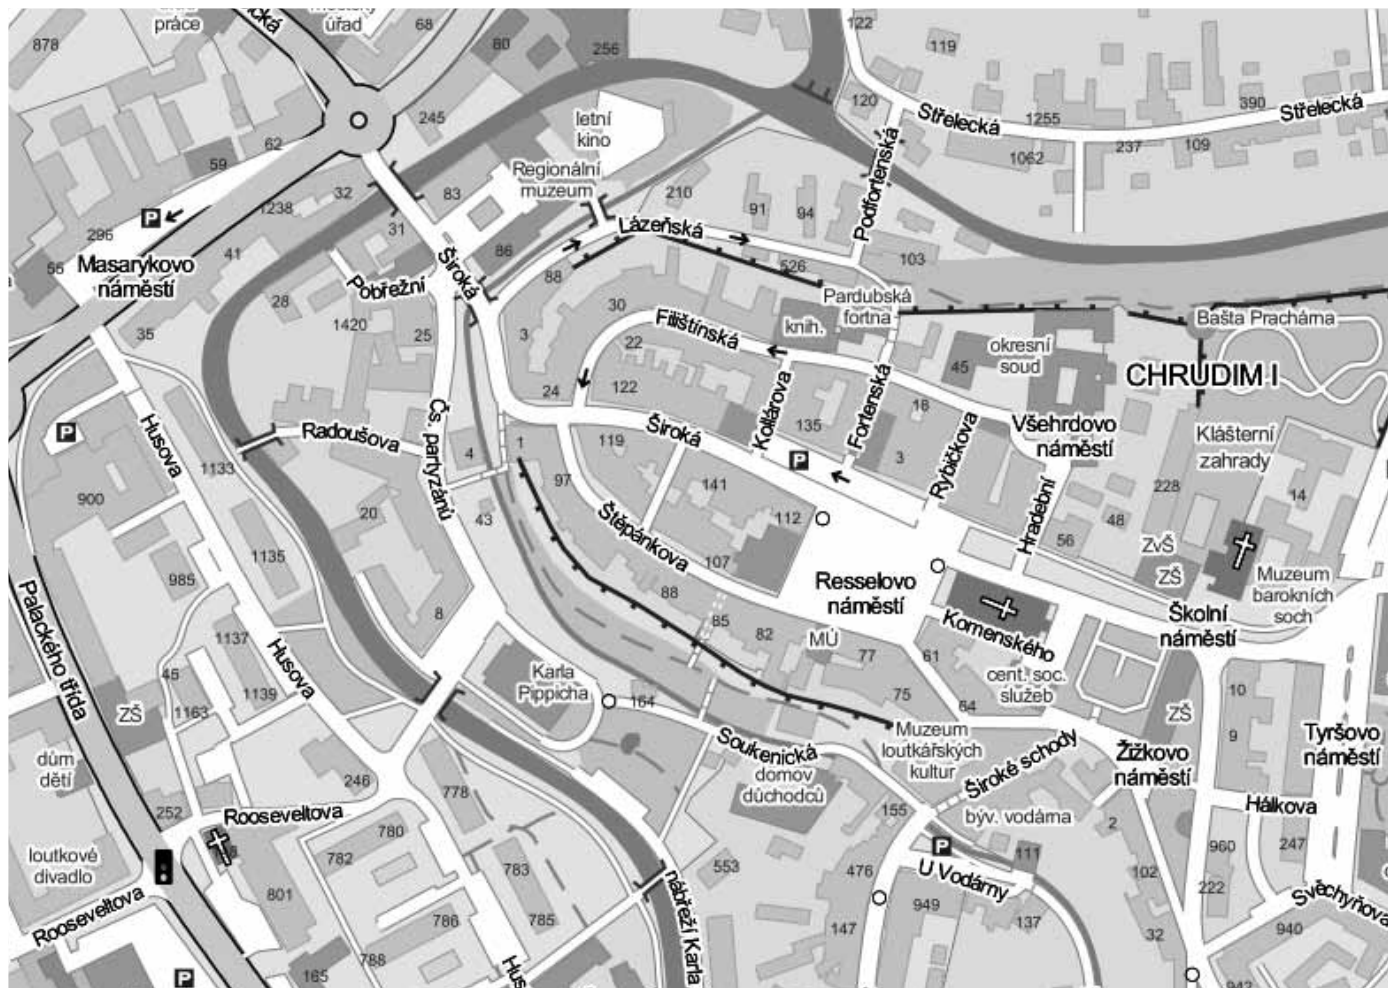 práce
úřad
68
80
256
878
122
119
120
Střelecká
1255
390
Střelecká
237
109
1062
245
letní
kino
62
59
Podfortenská
Regionální
muzeum
32
83
210
1238
91
94
296
31
Lázeňská
86
41
55
Masarykovo
náměstí
Široká
88
526
103
Pobřežní
28
Pardubská
fortna
30
Filištínská
knih.
Bašta Prachárna
1420
35
25
3
22
45
okresní
soud
CHRUDIM I
24
122
Kollárova
135
Fortenská
18
Všehrdovo
náměstí
Husova
Radoušova
Čs. partyzánů
Široká
1
119
4
3
Rybičkova
Klášterní
zahrady
1133
97
141
Hradební
228
14
900
20
43
Štěpánkova
112
48
56
ZvŠ
ZŠ
1135
107
985
Resselovo
náměstí
Muzeum
barokních
soch
88
8
85
82
MÚ
77
Komenského
Školní
náměstí
Palackého třída
1137
Husova
61
46
1139
Karla
Pippicha
cent. soc.
služeb
ZŠ
1163
164
75
64
ZŠ
10
9
Muzeum
loutkářských
kultur
Soukenická
Široké schody
Žižkovo
náměstí
Tyršovo
náměstí
dům
dětí
246
778
domov
důchodců
252
Rooseveltova
155
býv. vodárna
2
Hálkova
780
782
loutkové
divadlo
783
553
476
111
U Vodárny
102
960
247
801
222
Svěchyňova
Rooseveltova
786
785
949
137
147
32
940
788
165
nábřeží Karla
942